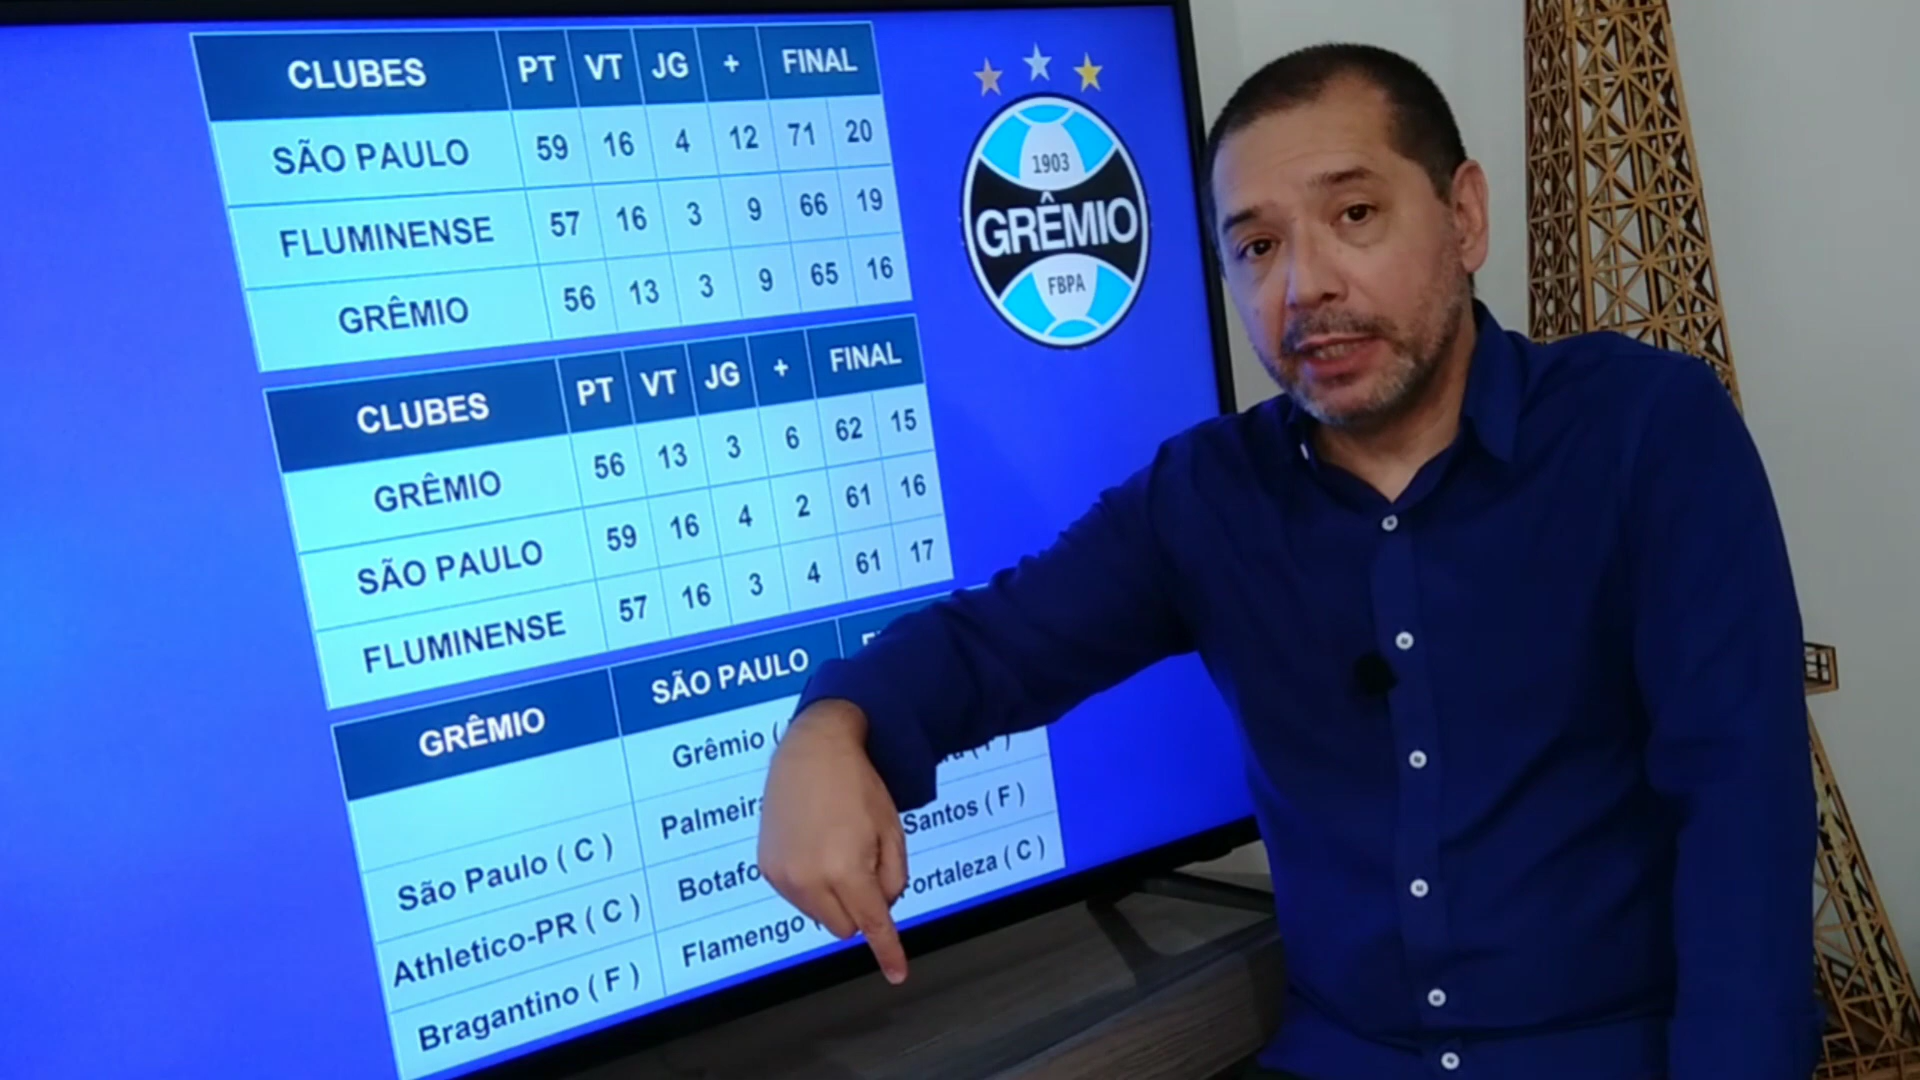 CLUBES PT VT JG + FINAL
SÃO PAULO 59 16 4 12 71 20
FLUMINENSE 57 16 3 9 66 19
GRÊMIO 56 13 3 9 65 16
1903
GRÊMIO
FBPA
CLUBES PT VT JG + FINAL
GRÊMIO 56 13 3 6 62 15
SÃO PAULO 59 16 4 2 61 16
FLUMINENSE 57 16 3 4 61 17
GRÊMIO SÃO PAULO
Grêmio (
Palmeira Santos ( F )
São Paulo ( C ) Botafo Fortaleza ( C )
Athletico-PR ( C ) Flamengo (
Bragantino ( F )